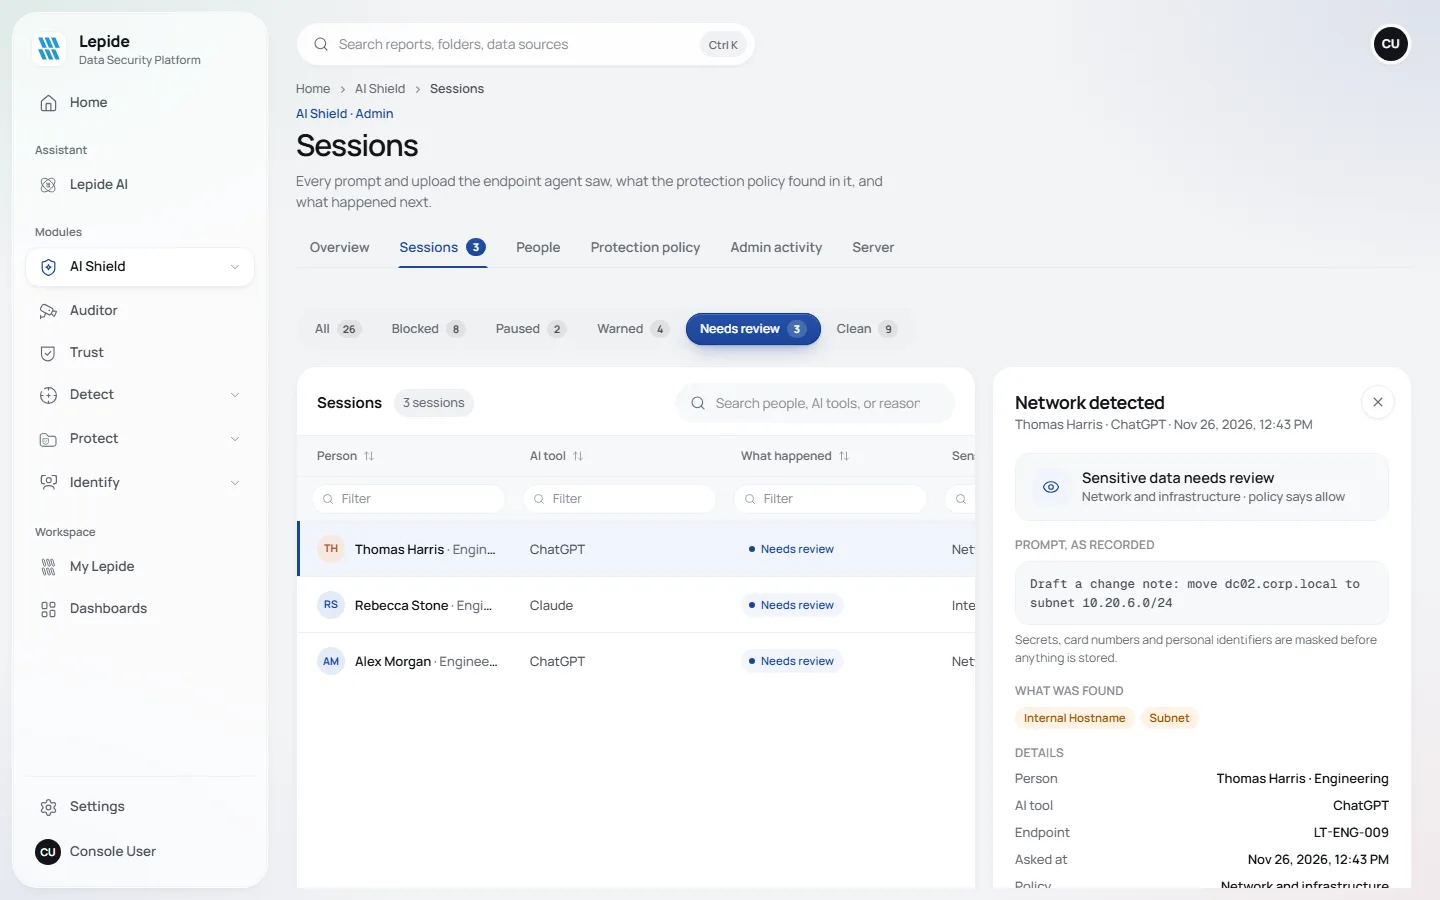 Lepide
Data Security Platform
Home
Assistant
Lepide AI
Modules
AI Shield
Auditor
Trust
Detect
Protect
Identify
Workspace
My Lepide
Dashboards
Settings
CU
Console User
Search reports, folders, data sources
Ctrl K
CU
Home > AI Shield > Sessions
AI Shield · Admin
Sessions
Every prompt and upload the endpoint agent saw, what the protection policy found in it, and
what happened next.
Overview
Sessions 3
People
Protection policy
Admin activity
Server
All 26
Blocked 8
Paused 2
Warned 4
Needs review 3
Clean 9
Sessions
3 sessions
Search people, AI tools, or reason
Person
AI tool
What happened
Sen
Filter
Filter
Filter
TH Thomas Harris · Engin... ChatGPT Needs review Net
RS Rebecca Stone · Engi... Claude Needs review Inte
AM Alex Morgan · Enginee... ChatGPT Needs review Net
Network detected
Thomas Harris · ChatGPT · Nov 26, 2026, 12:43 PM
Sensitive data needs review
Network and infrastructure · policy says allow
PROMPT, AS RECORDED
Draft a change note: move dc02.corp.local to
subnet 10.20.6.0/24
Secrets, card numbers and personal identifiers are masked before
anything is stored.
WHAT WAS FOUND
Internal Hostname
Subnet
DETAILS
Person Thomas Harris · Engineering
AI tool ChatGPT
Endpoint LT-ENG-009
Asked at Nov 26, 2026, 12:43 PM
Policy Network and infrastructure